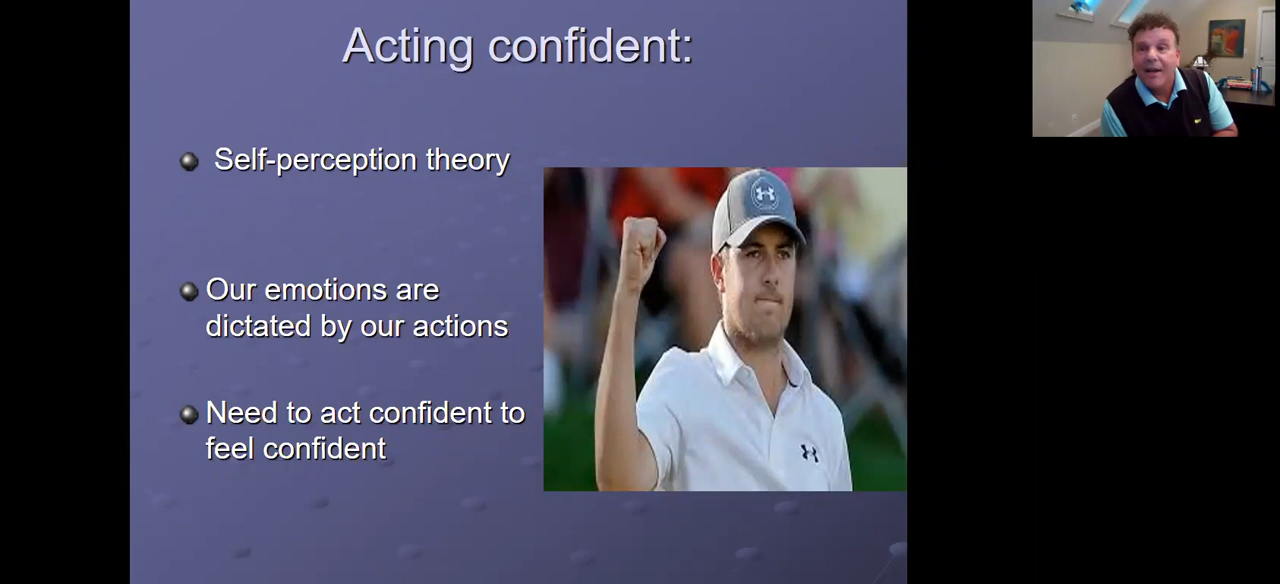 Acting confident:
Self-perception theory
Our emotions are
dictated by our actions
Need to act confident to
feel confident